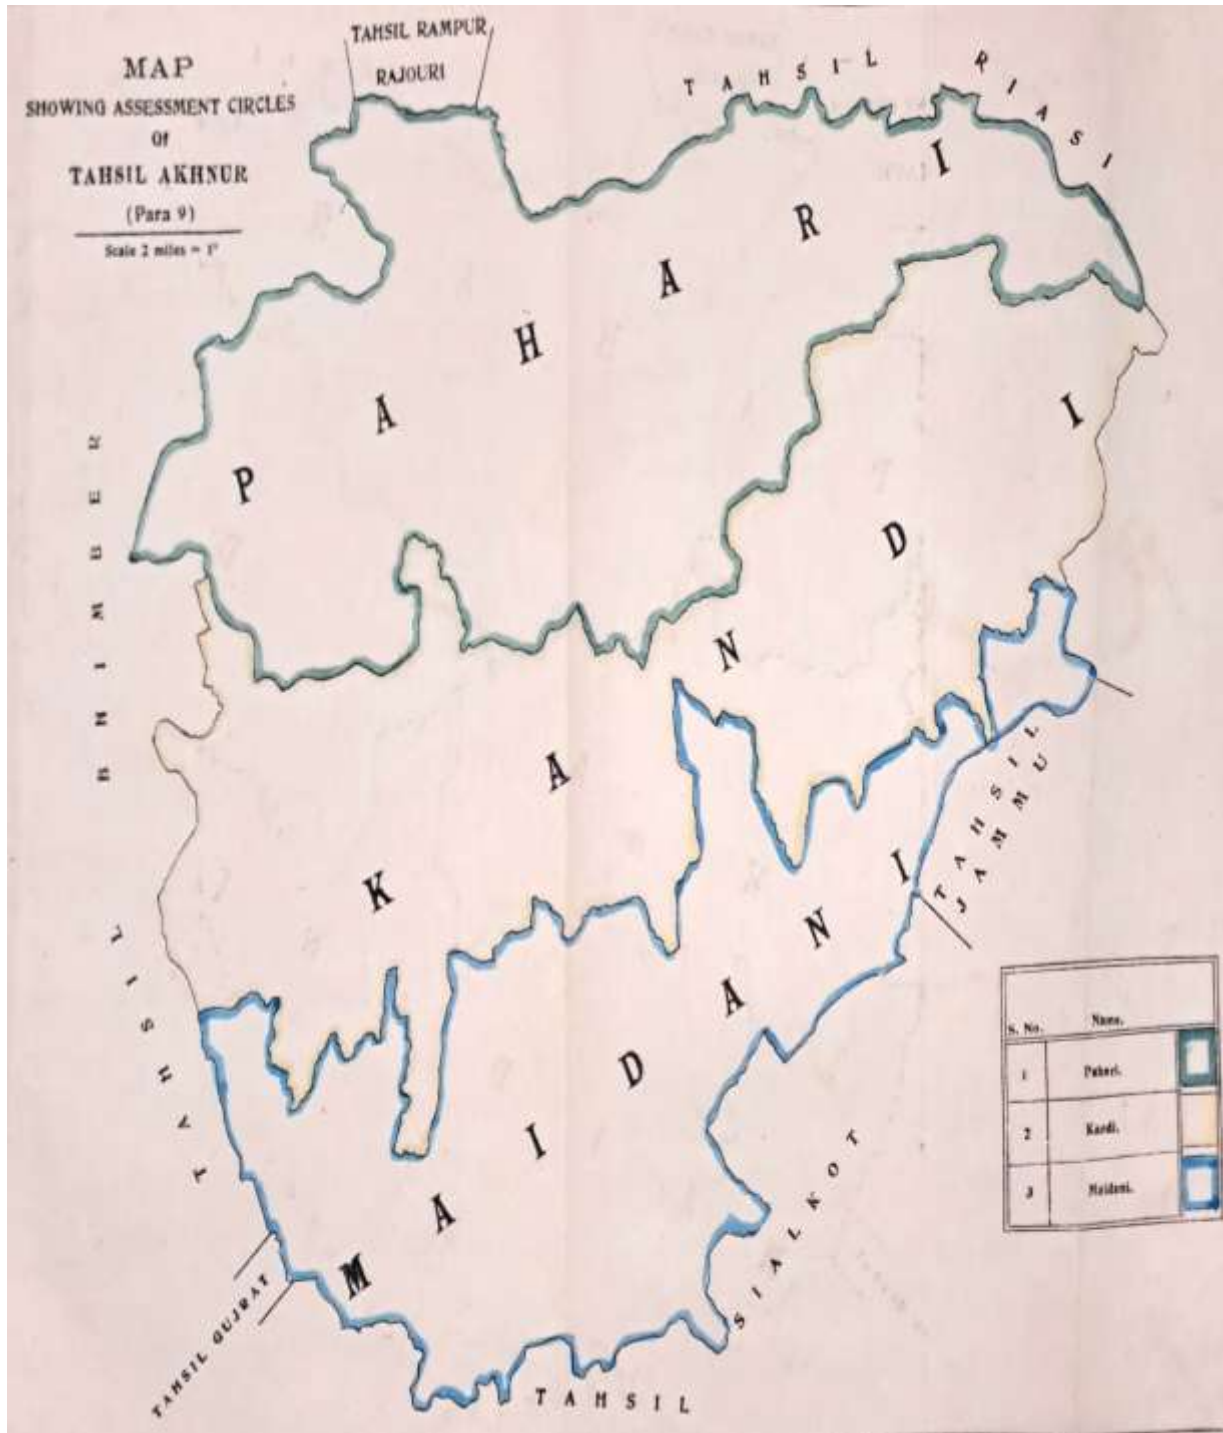 MAP
SHOWING ASSESSMENT CIRCLES
Of
TAHSIL AKHNUR
(Para 9)
Scale 2 miles = 1"
TAHSIL RAMPUR
RAJOURI
TAHSIL RIASI
PAHARI
KANDI
MAIDANI
TAHSIL BHIMBER
TAHSIL
JAMMU
TAHSIL GUJRAT
TAHSIL SIALKOT
S. No. Name.
1 Pahari.
2 Kandi.
3 Maidani.